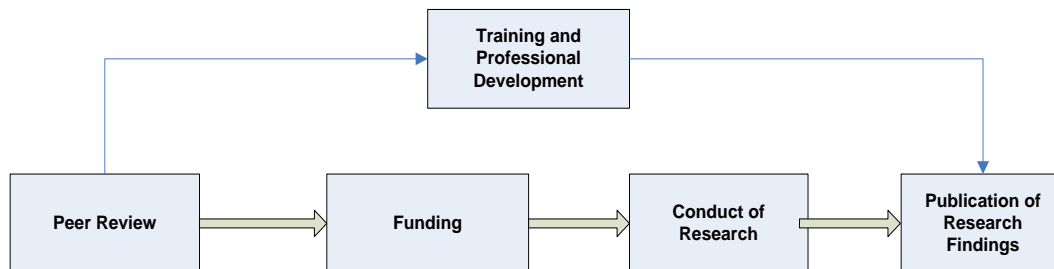 Training and
Professional
Development
Peer Review
Funding
Conduct of
Research
Publication of
Research
Findings